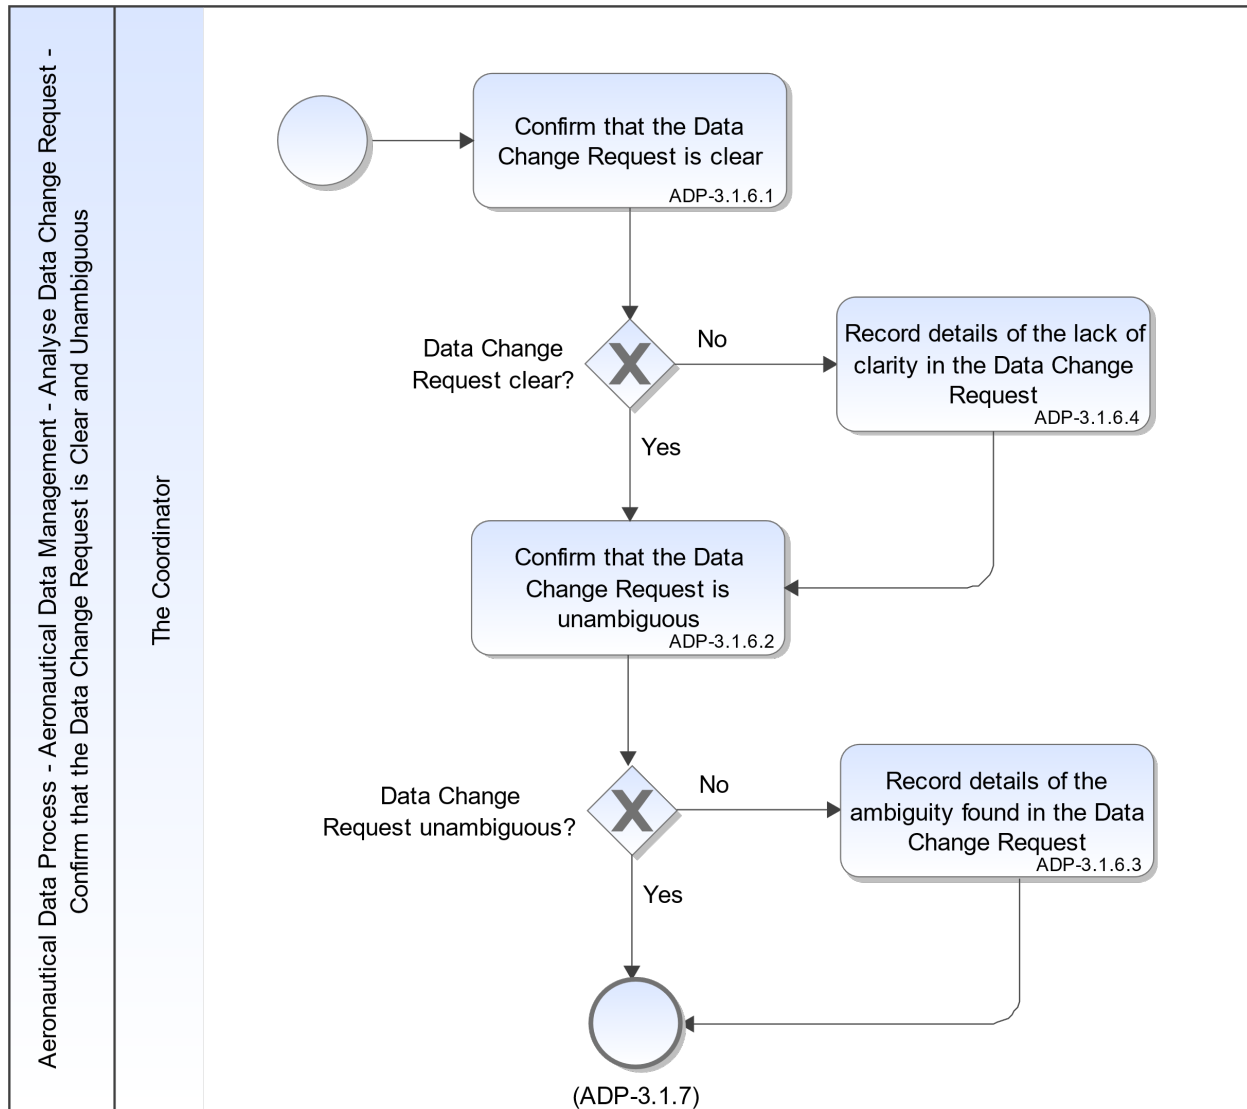 Aeronautical Data Process - Aeronautical Data Management - Analyse Data Change Request -
Confirm that the Data Change Request is Clear and Unambiguous
The Coordinator
Confirm that the Data
Change Request is clear
ADP-3.1.6.1
Data Change
Request clear?
No
Yes
Record details of the lack of
clarity in the Data Change
Request
ADP-3.1.6.4
Confirm that the Data
Change Request is
unambiguous
ADP-3.1.6.2
Data Change
Request unambiguous?
No
Yes
Record details of the
ambiguity found in the Data
Change Request
ADP-3.1.6.3
(ADP-3.1.7)